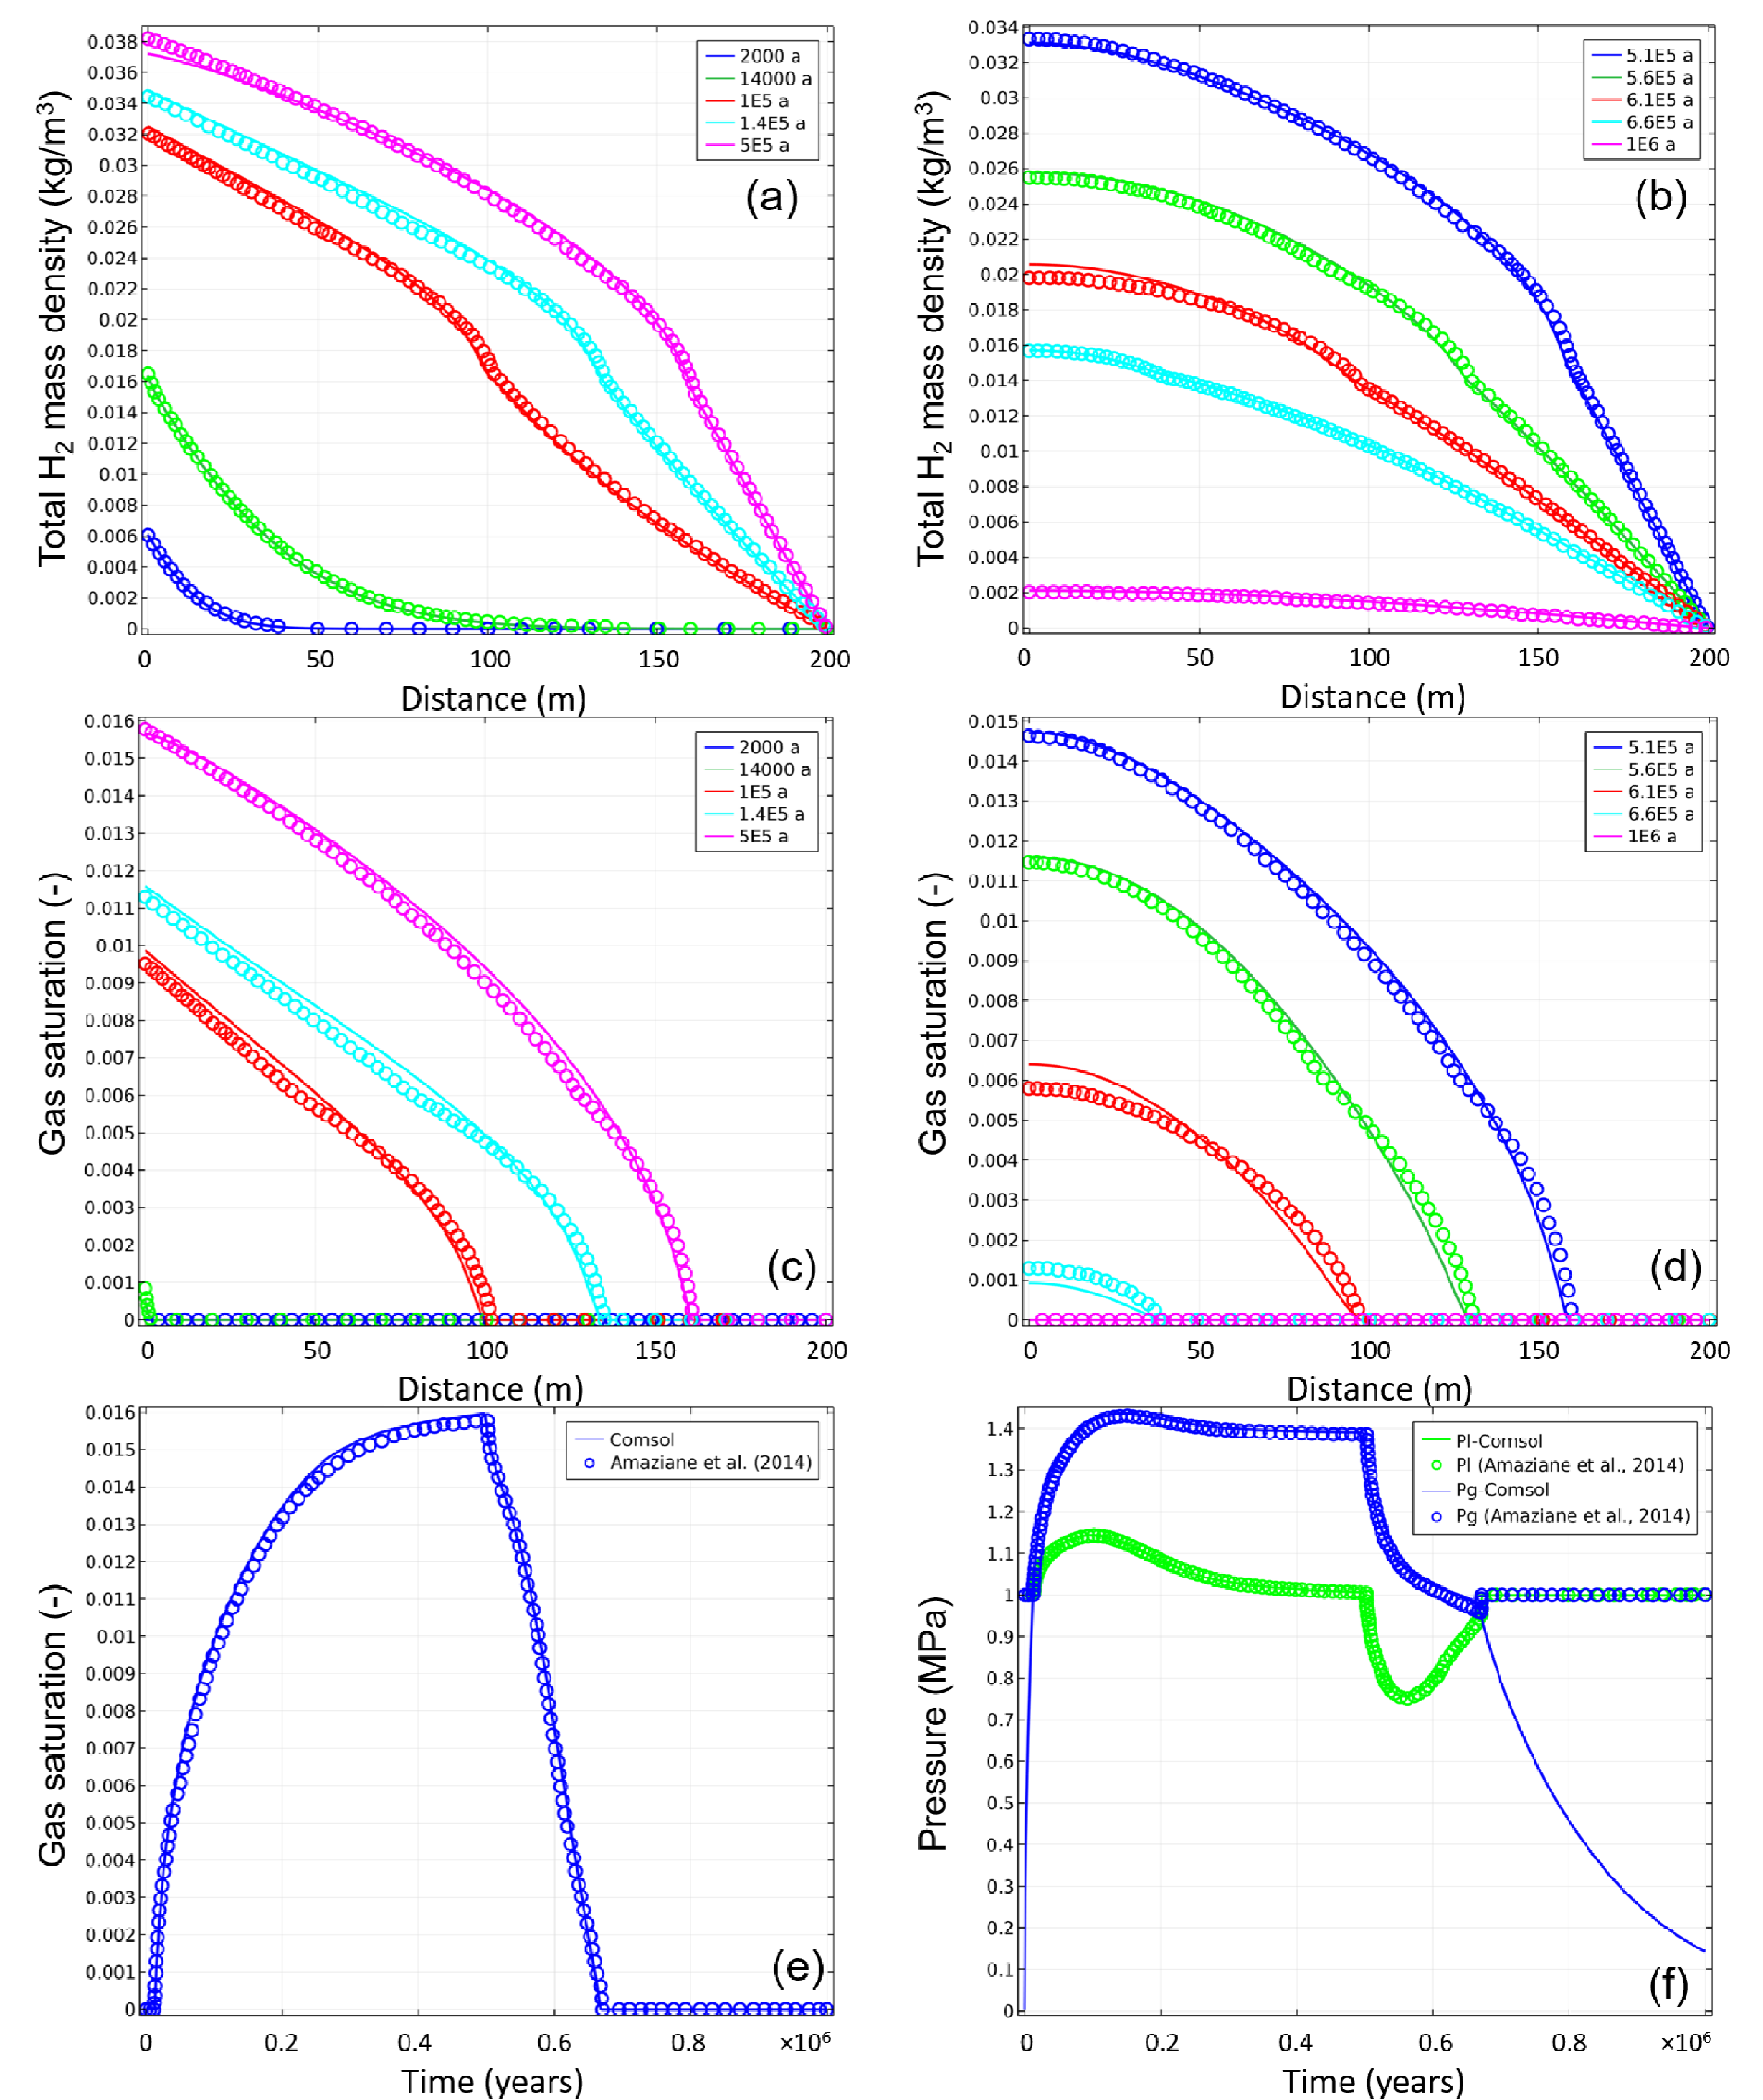 Total H2 mass density (kg/m3)
0.038
0.036
0.034
0.032
0.03
0.028
0.026
0.024
0.022
0.02
0.018
0.016
0.014
0.012
0.01
0.008
0.006
0.004
0.002
0
2000 a
14000 a
1E5 a
1.4E5 a
5E5 a
(a)
0 50 100 150 200
Distance (m)
Total H2 mass density (kg/m3)
0.034
0.032
0.03
0.028
0.026
0.024
0.022
0.02
0.018
0.016
0.014
0.012
0.01
0.008
0.006
0.004
0.002
0
5.1E5 a
5.6E5 a
6.1E5 a
6.6E5 a
1E6 a
(b)
0 50 100 150 200
Distance (m)
Gas saturation (-)
0.016
0.015
0.014
0.013
0.012
0.011
0.01
0.009
0.008
0.007
0.006
0.005
0.004
0.003
0.002
0.001
0
2000 a
14000 a
1E5 a
1.4E5 a
5E5 a
(c)
0 50 100 150 200
Distance (m)
Gas saturation (-)
0.015
0.014
0.013
0.012
0.011
0.01
0.009
0.008
0.007
0.006
0.005
0.004
0.003
0.002
0.001
0
5.1E5 a
5.6E5 a
6.1E5 a
6.6E5 a
1E6 a
(d)
0 50 100 150 200
Distance (m)
Gas saturation (-)
0.016
0.015
0.014
0.013
0.012
0.011
0.01
0.009
0.008
0.007
0.006
0.005
0.004
0.003
0.002
0.001
0
Comsol
Amaziane et al. (2014)
(e)
0 0.2 0.4 0.6 0.8 ×10⁶
Time (years)
Pressure (MPa)
1.4
1.3
1.2
1.1
1
0.9
0.8
0.7
0.6
0.5
0.4
0.3
0.2
0.1
0
Pl-Comsol
Pl (Amaziane et al., 2014)
Pg-Comsol
Pg (Amaziane et al., 2014)
(f)
0 0.2 0.4 0.6 0.8 ×10⁶
Time (years)